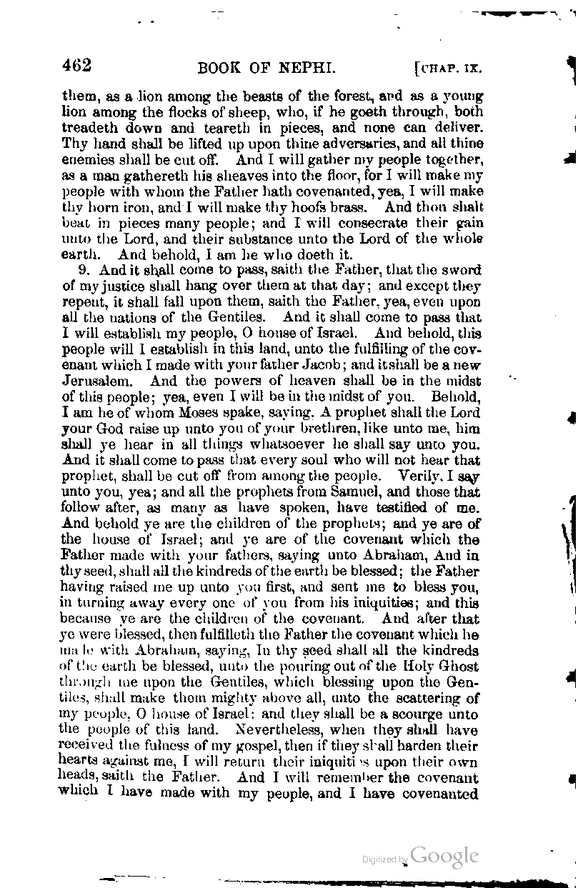 462 BOOK OF NEPHI. [CHAP. IX.
them, as a lion among the beasts of the forest, and as a young
lion among the flocks of sheep, who, if he goeth through, both
treadeth down and teareth in pieces, and none can deliver.
Thy hand shall be lifted up upon thine adversaries, and all thine
enemies shall be cut off. And I will gather my people together,
as a man gathereth his sheaves into the floor, for I will make my
people with whom the Father hath covenanted, yea, I will make
thy horn iron, and I will make thy hoofs brass. And thou shalt
beat in pieces many people; and I will consecrate their gain
unto the Lord, and their substance unto the Lord of the whole
earth. And behold, I am he who doeth it.
9. And it shall come to pass, saith the Father, that the sword
of my justice shall hang over them at that day; and except they
repent, it shall fall upon them, saith the Father, yea, even upon
all the nations of the Gentiles. And it shall come to pass that
I will establish my people, O house of Israel. And behold, this
people will I establish in this land, unto the fulfilling of the cov-
enant which I made with your father Jacob; and it shall be a new
Jerusalem. And the powers of heaven shall be in the midst
of this people; yea, even I will be in the midst of you. Behold,
I am he of whom Moses spake, saying, A prophet shall the Lord
your God raise up unto you of your brethren, like unto me, him
shall ye hear in all things whatsoever he shall say unto you.
And it shall come to pass that every soul who will not hear that
prophet, shall be cut off from among the people. Verily, I say
unto you, yea; and all the prophets from Samuel, and those that
follow after, as many as have spoken, have testified of me.
And behold ye are the children of the prophets; and ye are of
the house of Israel; and ye are of the covenant which the
Father made with your fathers, saying unto Abraham, And in
thy seed, shall all the kindreds of the earth be blessed; the Father
having raised me up unto you first, and sent me to bless you,
in turning away every one of you from his iniquities; and this
because ye are the children of the covenant. And after that
ye were blessed, then fulfilleth the Father the covenant which he
made with Abraham, saying, In thy seed shall all the kindreds
of the earth be blessed, unto the pouring out of the Holy Ghost
through me upon the Gentiles, which blessing upon the Gen-
tiles, shall make them mighty above all, unto the scattering of
my people, O house of Israel; and they shall be a scourge unto
the people of this land. Nevertheless, when they shall have
received the fulness of my gospel, then if they shall harden their
hearts against me, I will return their iniquities upon their own
heads, saith the Father. And I will remember the covenant
which I have made with my people, and I have covenanted
Digitized by Google